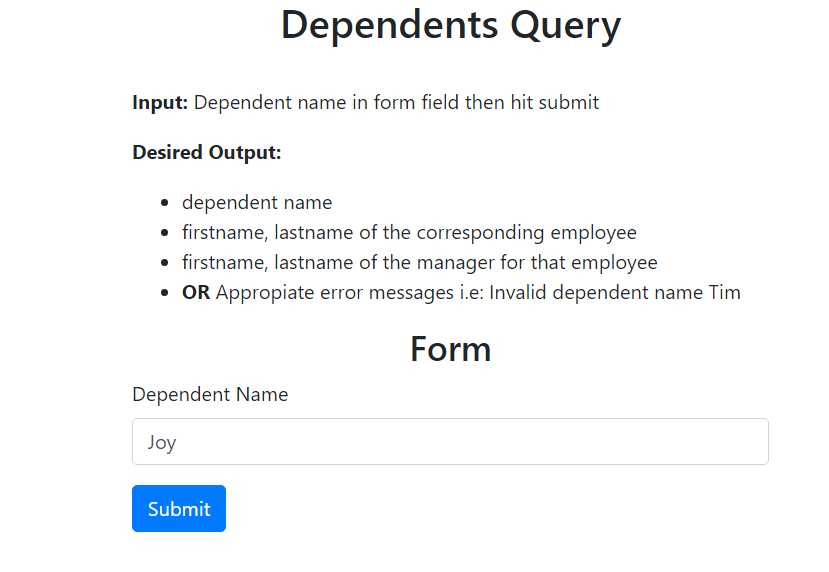 Dependents Query
Input: Dependent name in form field then hit submit
Desired Output:
dependent name
firstname, lastname of the corresponding employee
firstname, lastname of the manager for that employee
OR Appropiate error messages i.e: Invalid dependent name Tim
Form
Dependent Name
Joy
Submit